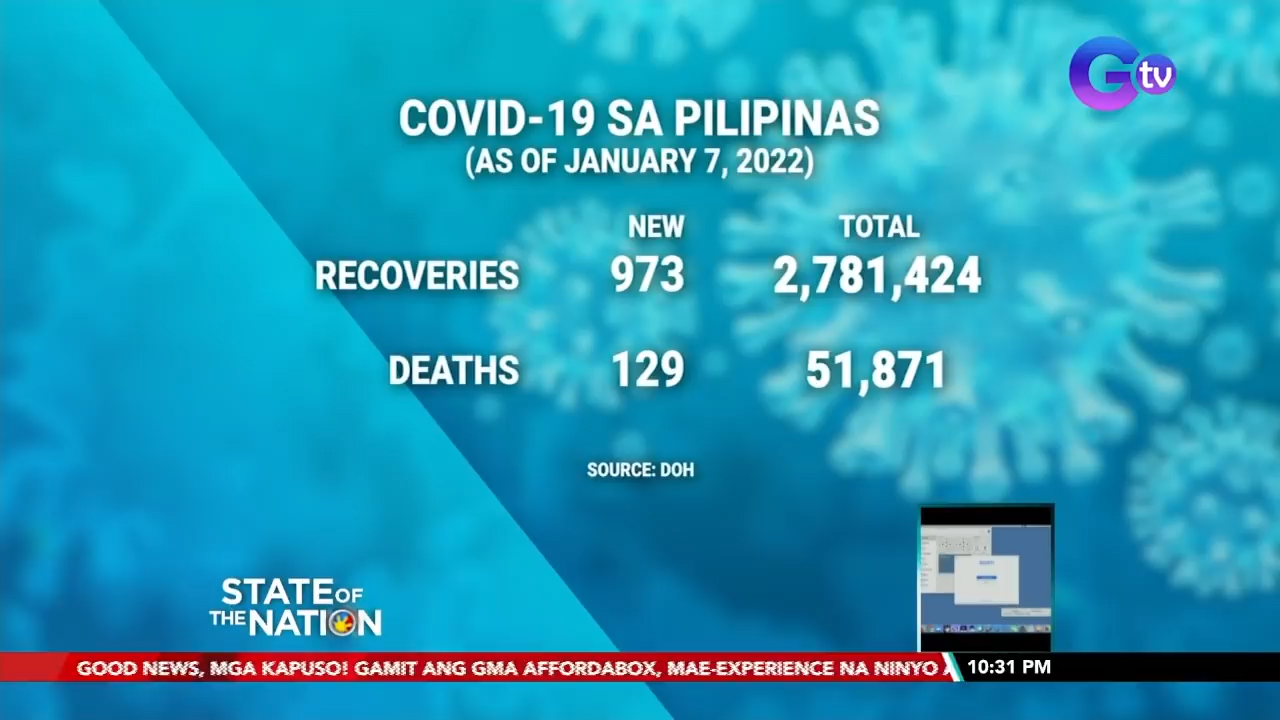 Gtv
COVID-19 SA PILIPINAS
(AS OF JANUARY 7, 2022)
NEW TOTAL
RECOVERIES 973 2,781,424
DEATHS 129 51,871
SOURCE: DOH
STATE OF
THE NATION
GOOD NEWS, MGA KAPUSO! GAMIT ANG GMA AFFORDABOX, MAE-EXPERIENCE NA NINYO
10:31 PM